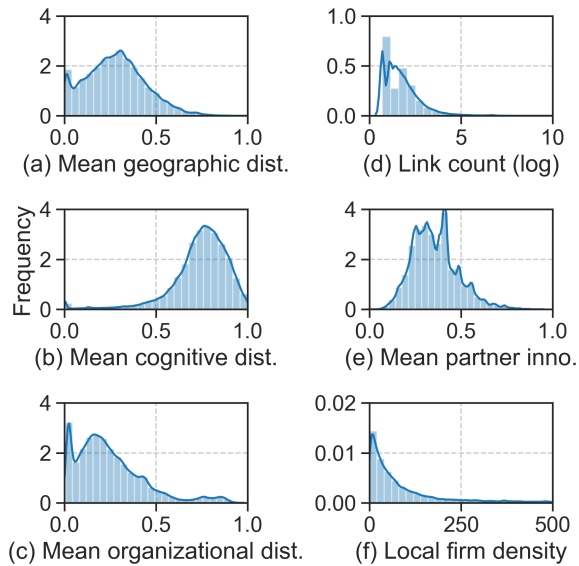 4
2
0
0.0 0.5 1.0
(a) Mean geographic dist.
1.0
0.5
0.0
0 5 10
(d) Link count (log)
Frequency
4
2
0
0.0 0.5 1.0
(b) Mean cognitive dist.
4
2
0
0.0 0.5 1.0
(e) Mean partner inno.
4
2
0
0.0 0.5 1.0
(c) Mean organizational dist.
0.02
0.01
0.00
0 250 500
(f) Local firm density